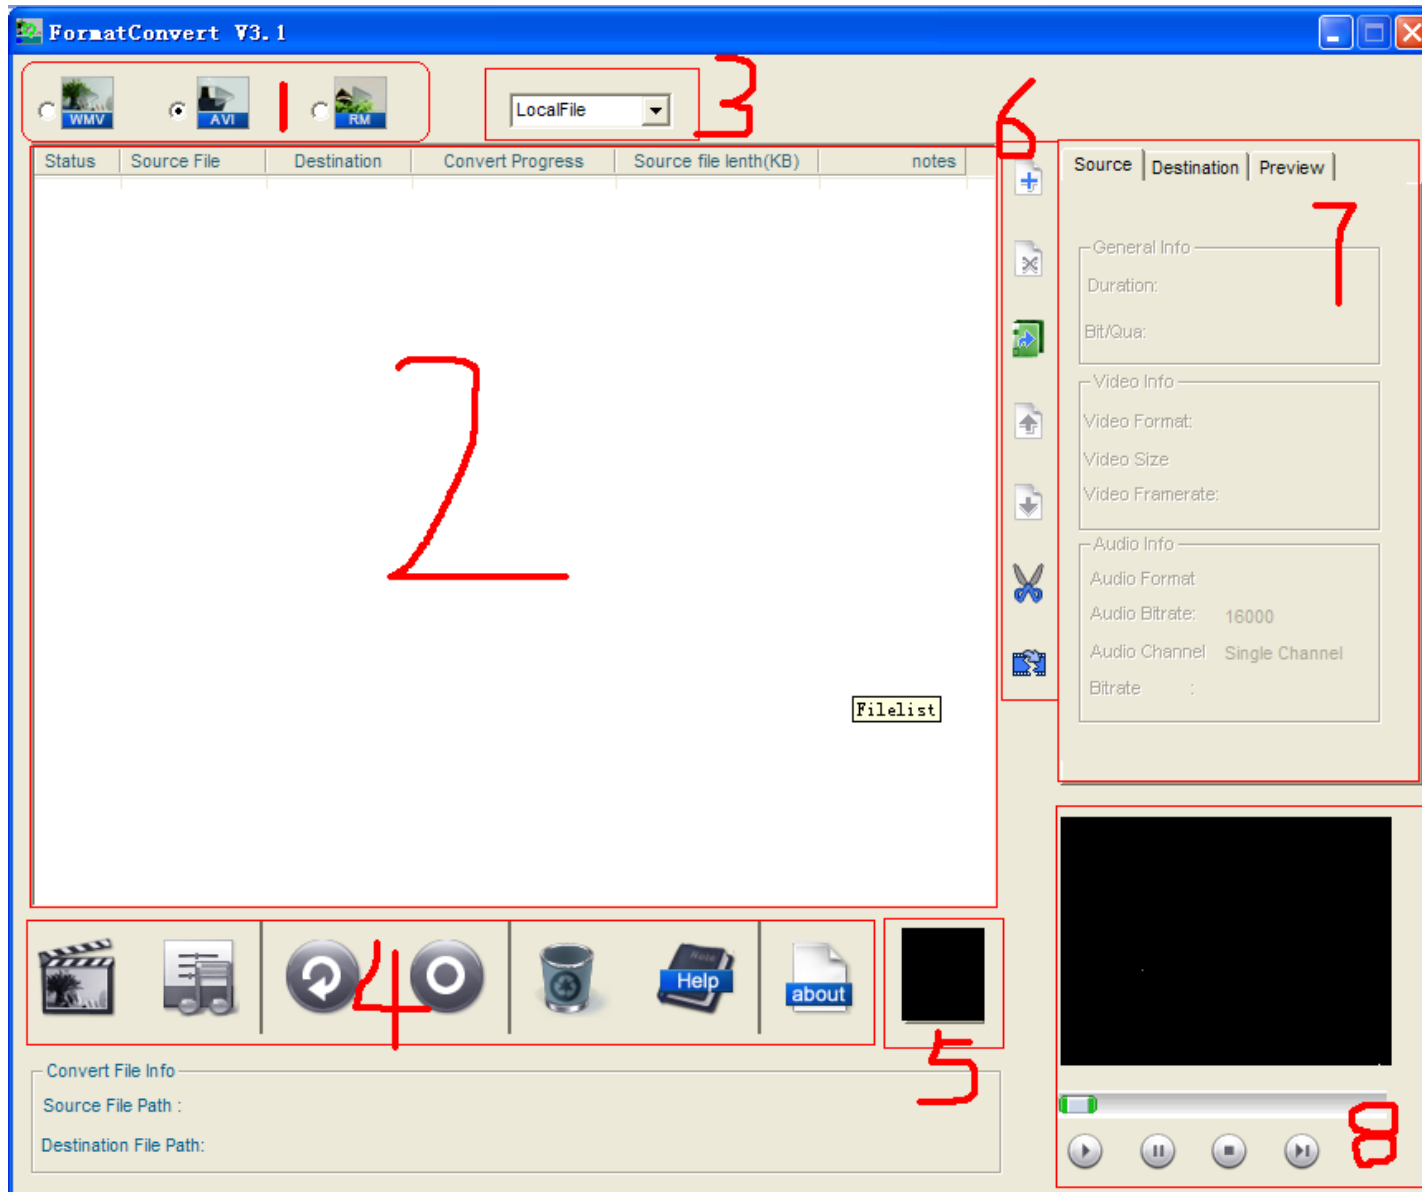 FormatConvert V3.1
WMV AVI 1 RM LocalFile 3
6
Status Source File Destination Convert Progress Source file lenth(KB) notes
Source Destination Preview
7
General Info
Duration:
Bit/Qua:
Video Info
Video Format:
Video Size
Video Framerate:
Audio Info
Audio Format
Audio Bitrate: 16000
Audio Channel Single Channel
Bitrate :
2
Filelist
4
Note
Help
about
5
Convert File Info
Source File Path :
Destination File Path:
8